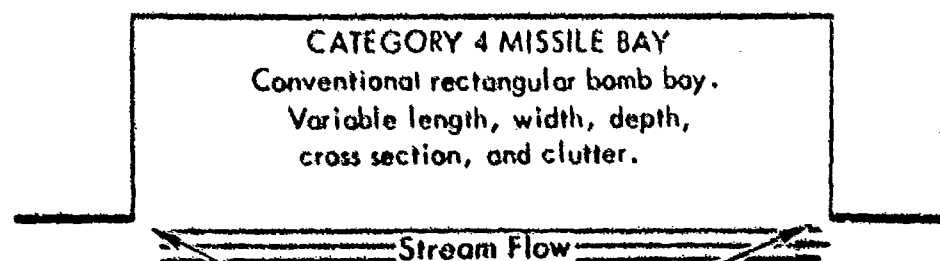 CATEGORY 4 MISSILE BAY
Conventional rectangular bomb bay.
Variable length, width, depth,
cross section, and clutter.
Stream Flow